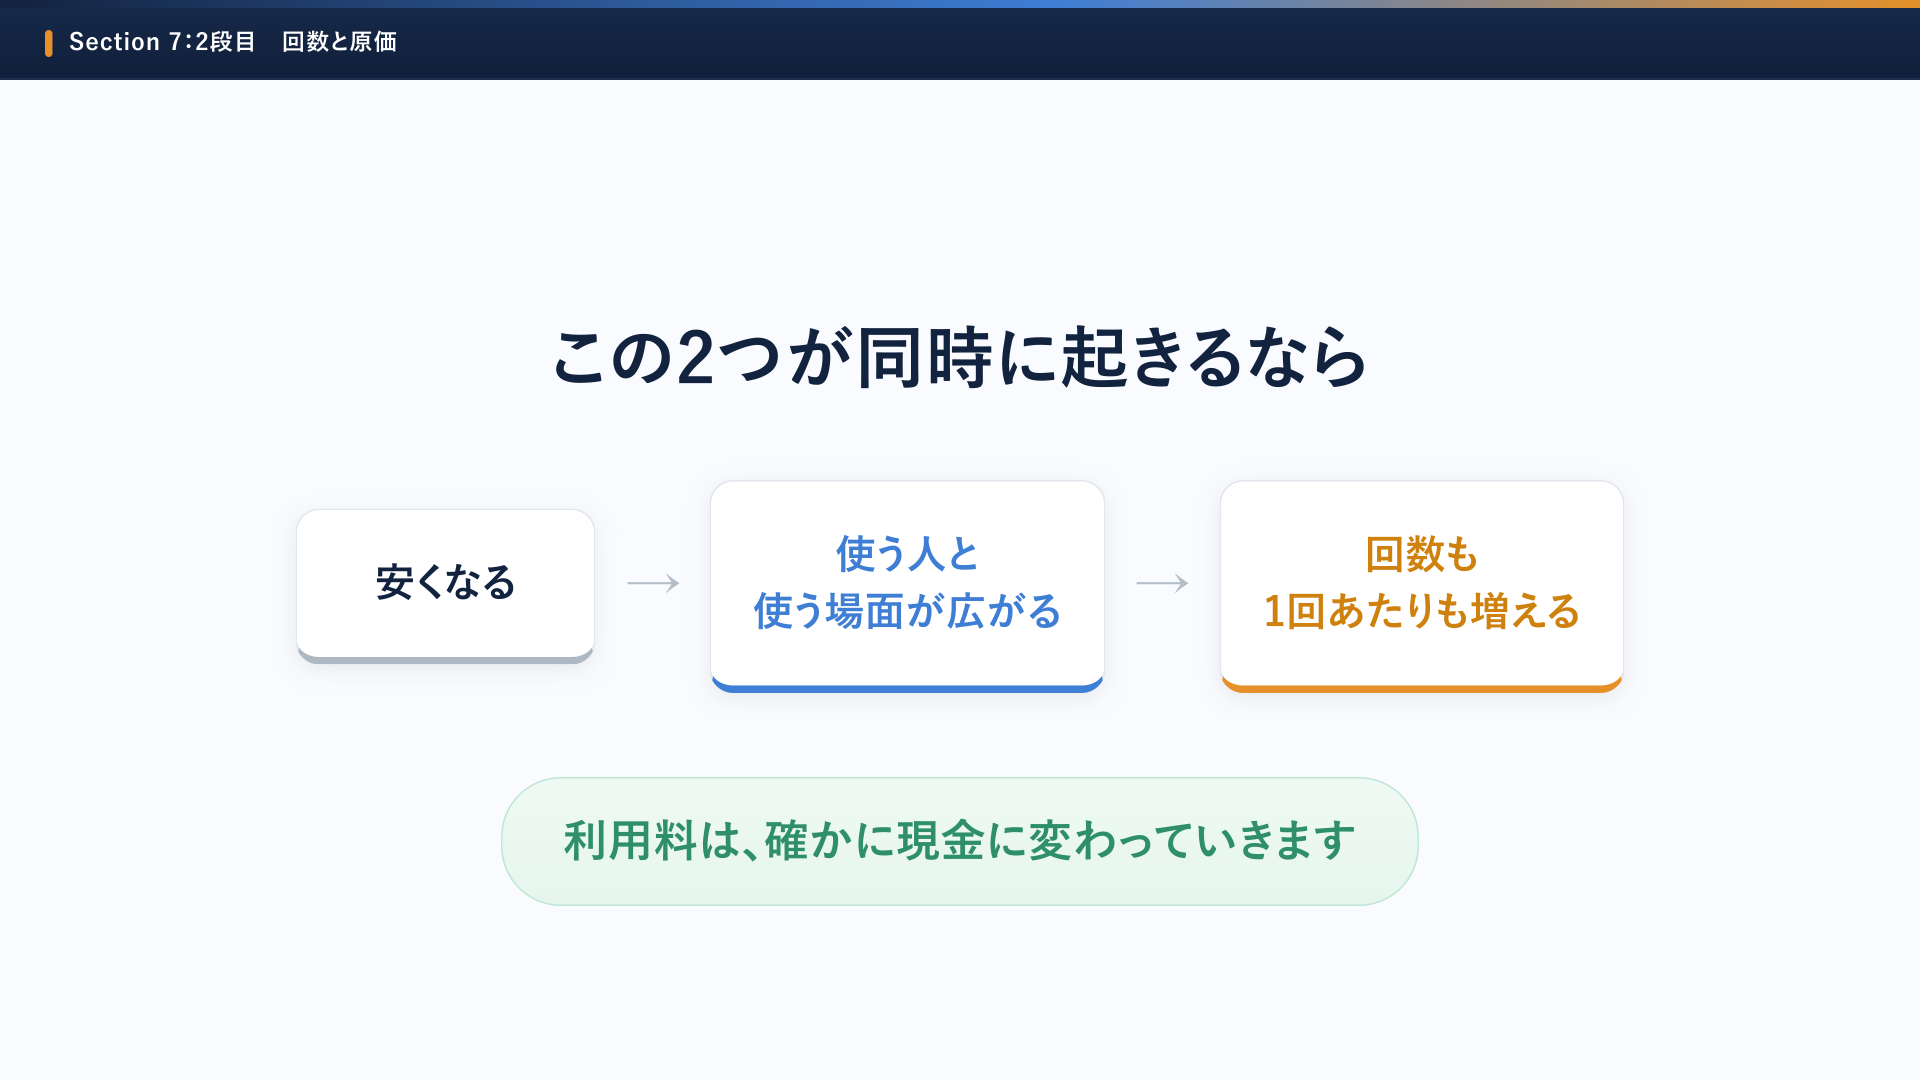 Section 7：2段目　回数と原価
この2つが同時に起きるなら
安くなる
使う人と
使う場面が広がる
回数も
1回あたりも増える
利用料は、確かに現金に変わっていきます